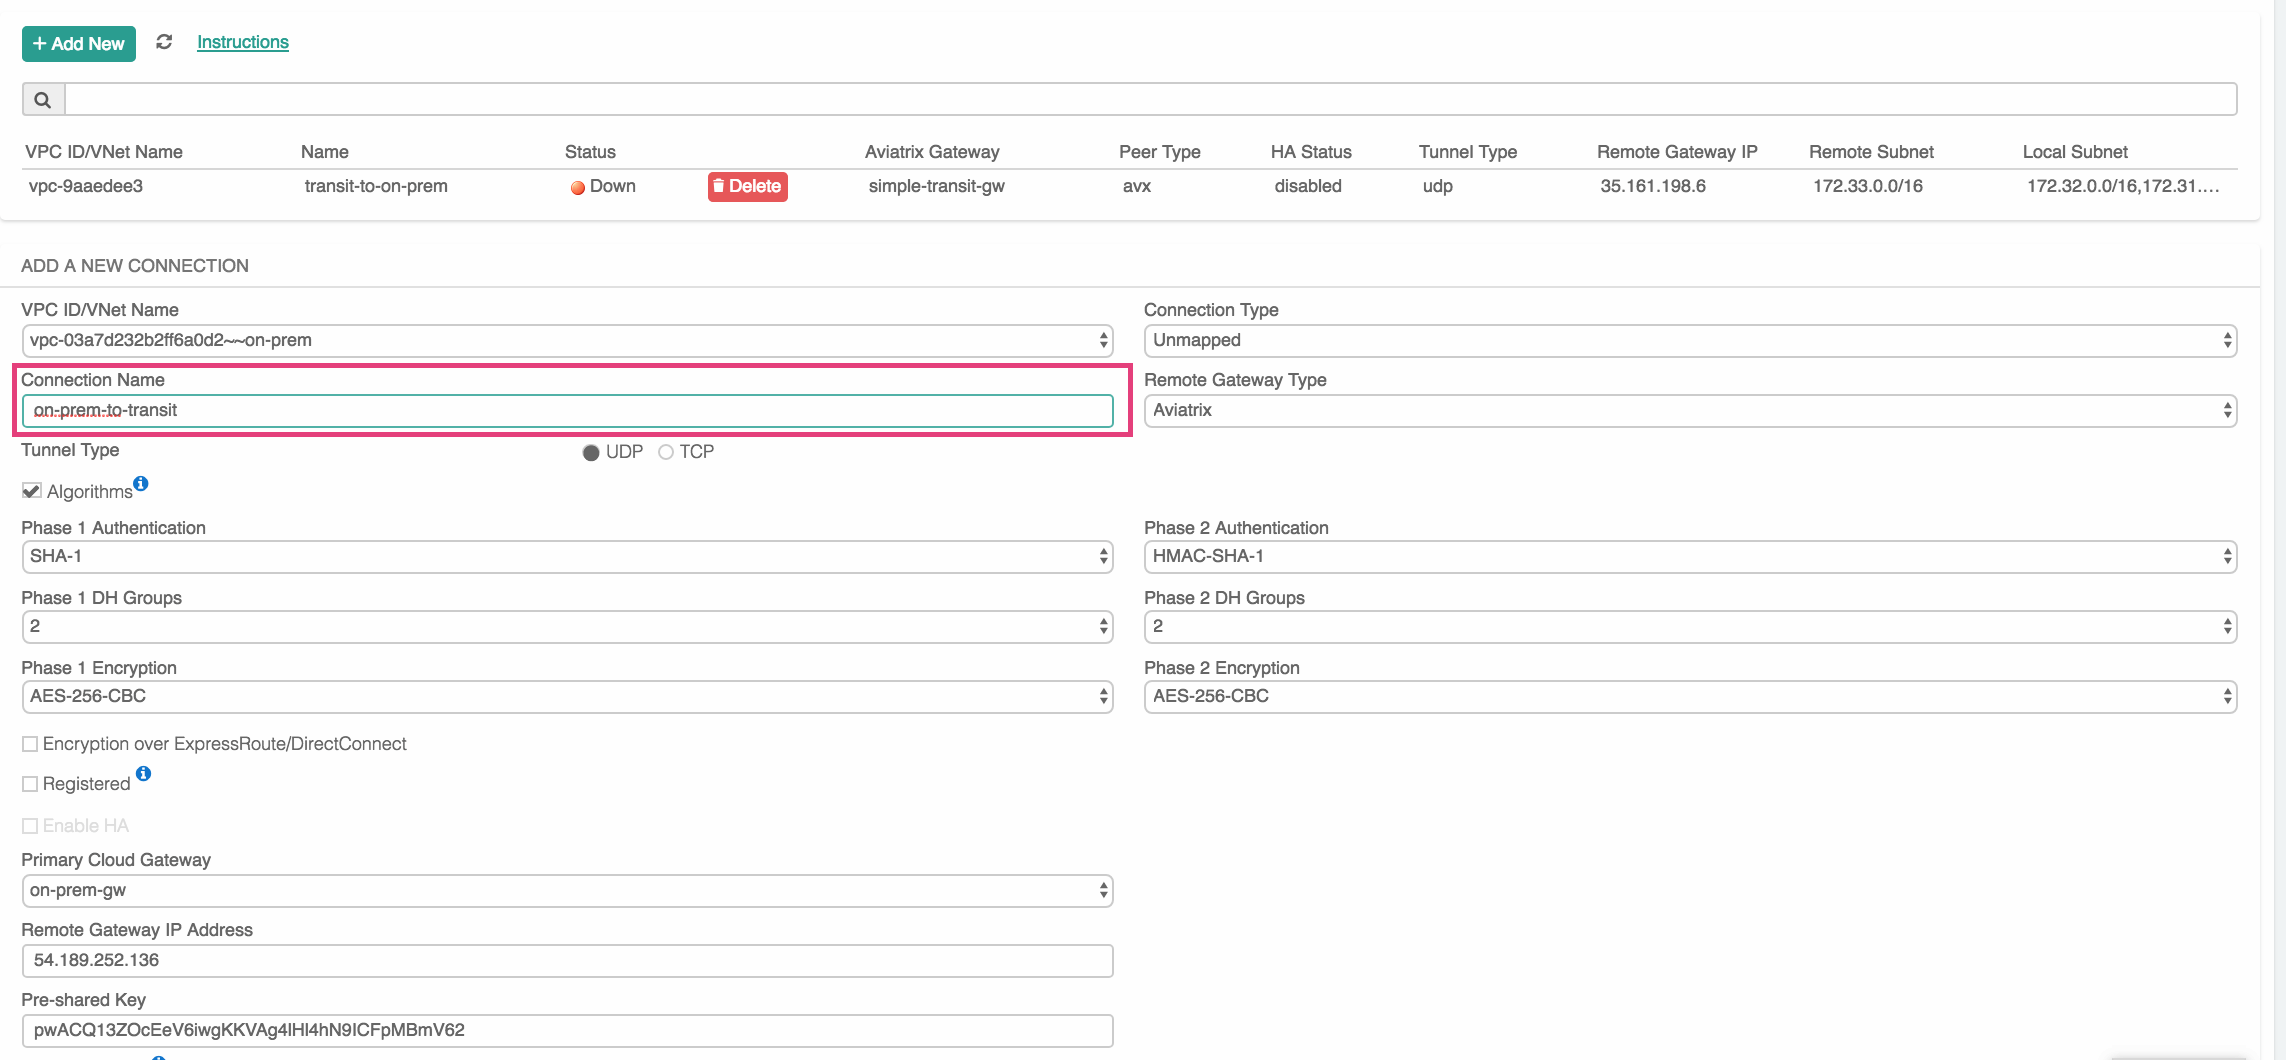 + Add New Instructions
VPC ID/VNet Name Name Status Aviatrix Gateway Peer Type HA Status Tunnel Type Remote Gateway IP Remote Subnet Local Subnet
vpc-9aaedee3 transit-to-on-prem Down Delete simple-transit-gw avx disabled udp 35.161.198.6 172.33.0.0/16 172.32.0.0/16,172.31....
ADD A NEW CONNECTION
VPC ID/VNet Name Connection Type
vpc-03a7d232b2ff6a0d2~~on-prem Unmapped
Connection Name Remote Gateway Type
on-prem-to-transit Aviatrix
Tunnel Type UDP TCP
Algorithms
Phase 1 Authentication Phase 2 Authentication
SHA-1 HMAC-SHA-1
Phase 1 DH Groups Phase 2 DH Groups
2 2
Phase 1 Encryption Phase 2 Encryption
AES-256-CBC AES-256-CBC
Encryption over ExpressRoute/DirectConnect
Registered
Enable HA
Primary Cloud Gateway
on-prem-gw
Remote Gateway IP Address
54.189.252.136
Pre-shared Key